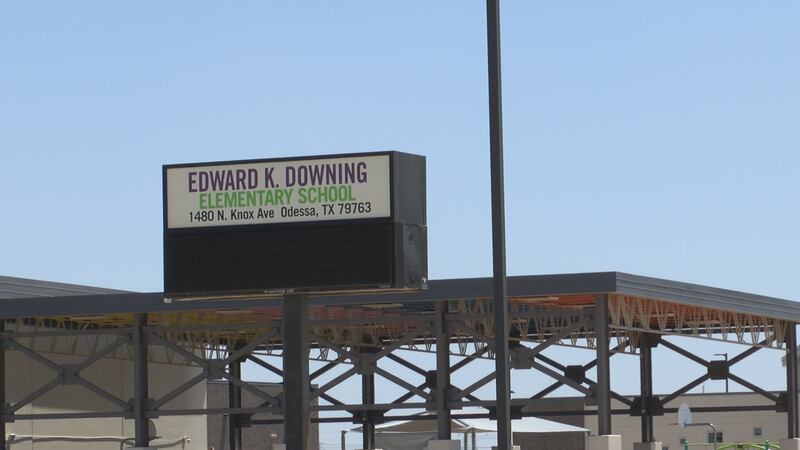 EDWARD K. DOWNING
ELEMENTARY SCHOOL
1480 N. Knox Ave Odessa, TX 79763